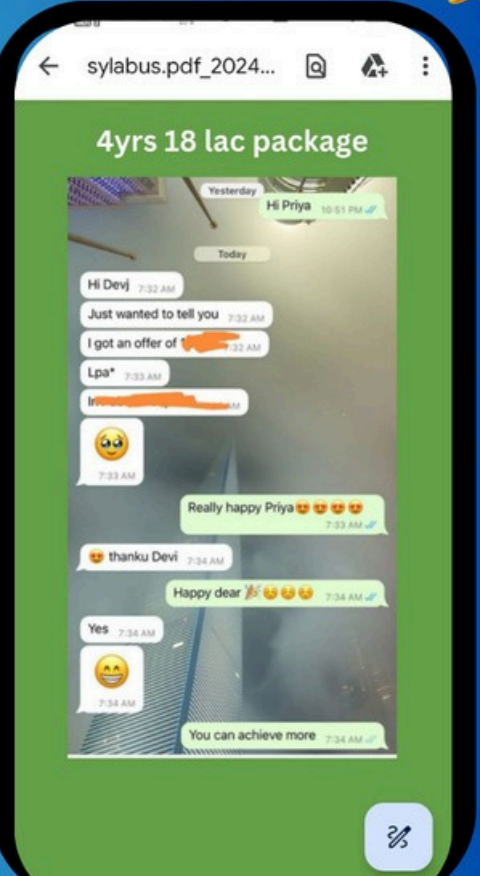 sylabus.pdf_2024...
4yrs 18 lac package
Yesterday
Hi Priya 10:51 PM
Today
Hi Devj 7:32 AM
Just wanted to tell you 7:32 AM
I got an offer of :32 AM
Lpa* 7:33 AM
7:33 AM
Really happy Priya😍😍😍😍
7:33 AM
😍 thanku Devi 7:34 AM
Happy dear 🎉☺️☺️☺️ 7:34 AM
Yes 7:34 AM
😁
7:34 AM
You can achieve more 7:34 AM